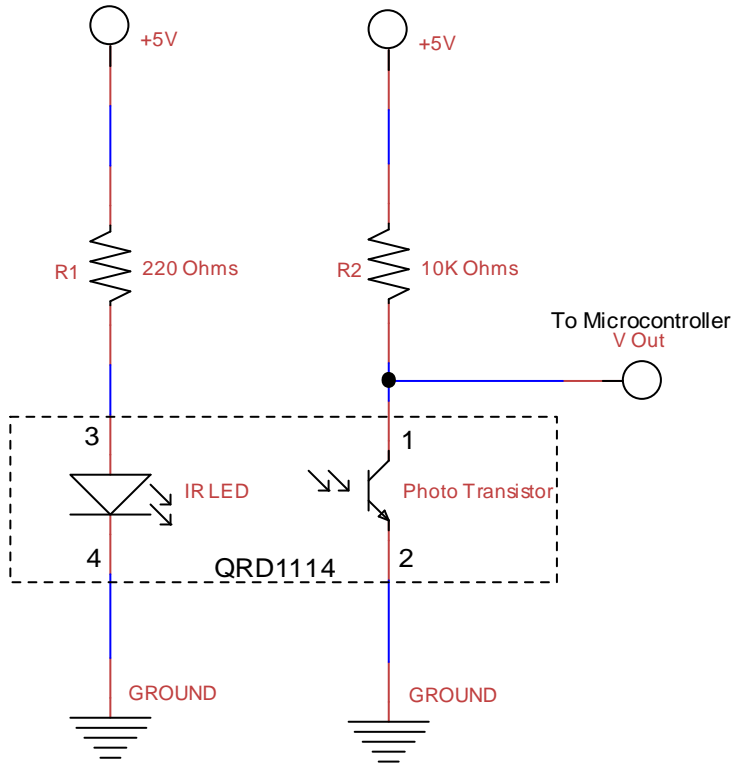 +5V
+5V
R1
220 Ohms
R2
10K Ohms
To Microcontroller
V Out
3
1
IR LED
Photo Transistor
4
QRD1114
2
GROUND
GROUND